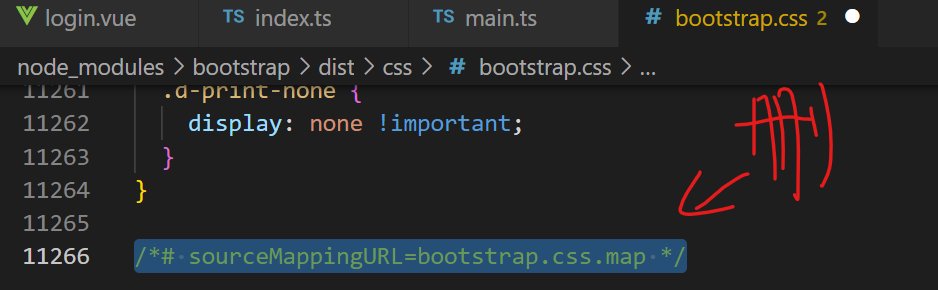 login.vue TS index.ts TS main.ts # bootstrap.css 2
node_modules > bootstrap > dist > css > # bootstrap.css > ...
11261 .d-print-none {
11262 display: none !important;
11263 }
11264 }
11265
11266 /*# sourceMappingURL=bootstrap.css.map */